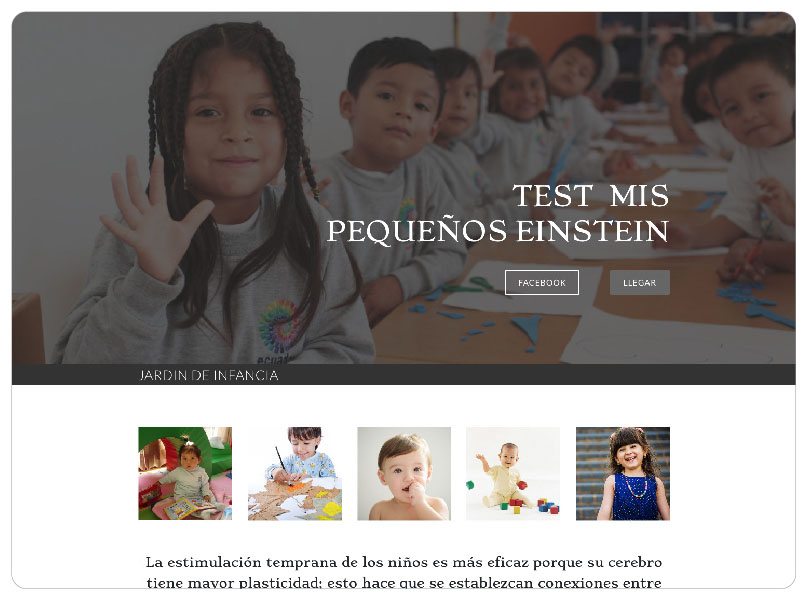 TEST MIS
PEQUEÑOS EINSTEIN
FACEBOOK
LLEGAR
JARDIN DE INFANCIA
La estimulación temprana de los niños es más eficaz porque su cerebro
tiene mayor plasticidad; esto hace que se establezcan conexiones entre